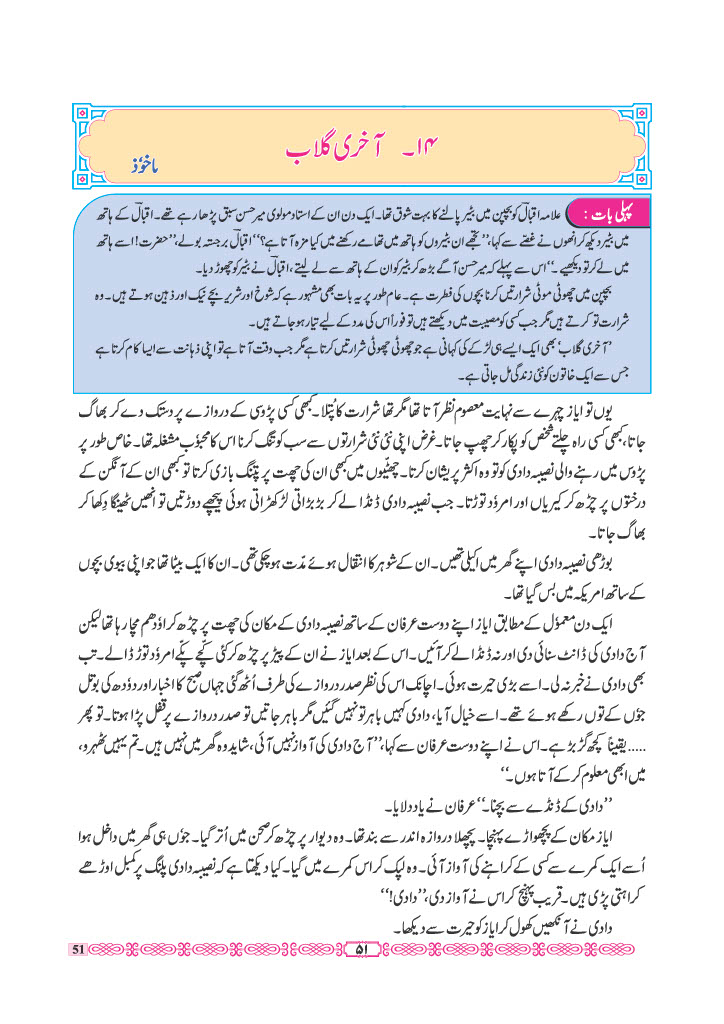 ۱۴۔ آخری گلاب
ماخوذ
پہلی بات : علامہ اقبالؔ کو بچپن میں بٹیر پالنے کا بہت شوق تھا۔ ایک دن ان کے استاد مولوی میر حسن سبق پڑھا رہے تھے۔ اقبالؔ کے ہاتھ
میں بٹیر دیکھ کر انھوں نے غصّے سے کہا، ’’تجھے ان بٹیروں کو ہاتھ میں تھامے رکھنے میں کیا مزہ آتا ہے؟‘‘ اقبالؔ برجستہ بولے، ’’حضرت! اسے ہاتھ
میں لے کر تو دیکھیے۔‘‘ اس سے پہلے کہ میر حسن آگے بڑھ کر بٹیر کو ان کے ہاتھ سے لے لیتے، اقبالؔ نے بٹیر کو چھوڑ دیا۔
بچپن میں چھوٹی موٹی شرارتیں کرنا بچوں کی فطرت ہے۔ عام طور پر یہ بات بھی مشہور ہے کہ شوخ اور شریر بچے نیک اور ذہین ہوتے ہیں۔ وہ
شرارت تو کرتے ہیں مگر جب کسی کو مصیبت میں دیکھتے ہیں تو فوراً اُس کی مدد کے لیے تیار ہو جاتے ہیں۔
’آخری گلاب‘ بھی ایک ایسے ہی لڑکے کی کہانی ہے جو چھوٹی چھوٹی شرارتیں کرتا ہے مگر جب وقت آتا ہے تو اپنی ذہانت سے ایسا کام کرتا ہے
جس سے ایک خاتون کو نئی زندگی مل جاتی ہے۔
یوں تو ایاز چہرے سے نہایت معصوم نظر آتا تھا مگر تھا شرارت کا پُتلا۔ کبھی کسی پڑوسی کے دروازے پر دستک دے کر بھاگ
جاتا، کبھی کسی راہ چلتے شخص کو پکار کر چھپ جاتا۔ غرض اپنی نئی نئی شرارتوں سے سب کو تنگ کرنا اس کا محبوٗب مشغلہ تھا۔ خاص طور پر
پڑوس میں رہنے والی نصیبہ دادی کو تو وہ اکثر پریشان کرتا۔ چھٹّیوں میں کبھی ان کی چھت پر پتنگ بازی کرتا تو کبھی ان کے آنگن کے
درختوں پر چڑھ کر کیریاں اور امروٗد توڑتا۔ جب نصیبہ دادی ڈنڈا لے کر بڑبڑاتی لڑکھڑاتی ہوئی پیچھے دوڑتیں تو انھیں ٹھینگا دِکھا کر
بھاگ جاتا۔
بوڑھی نصیبہ دادی اپنے گھر میں اکیلی تھیں۔ ان کے شوہر کا انتقال ہوئے مدّت ہو چکی تھی۔ ان کا ایک بیٹا تھا جو اپنی بیوی بچوں
کے ساتھ امریکہ میں بس گیا تھا۔
ایک دن معموٗل کے مطابق ایاز اپنے دوست عرفان کے ساتھ نصیبہ دادی کے مکان کی چھت پر چڑھ کر اوٗدھم مچا رہا تھا لیکن
آج دادی کی ڈانٹ سنائی دی اور نہ ڈنڈا لے کر آئیں۔ اس کے بعد ایاز نے ان کے پیڑ پر چڑھ کر کئی کچّے پکّے امروٗد توڑ ڈالے۔ تب
بھی دادی نے خبر نہ لی۔ اسے بڑی حیرت ہوئی۔ اچانک اس کی نظر صدر دروازے کی طرف اُٹھ گئی جہاں صبح کا اخبار اور دوٗدھ کی بوتل
جوٗں کے توں رکھے ہوئے تھے۔ اسے خیال آیا، دادی کہیں باہر تو نہیں گئیں مگر باہر جاتیں تو صدر دروازے پر قفل پڑا ہوتا۔ تو پھر
..... یقیناً کچھ گڑبڑ ہے۔ اس نے اپنے دوست عرفان سے کہا، ’’آج دادی کی آواز نہیں آئی، شاید وہ گھر میں نہیں ہیں۔ تم یہیں ٹھہرو،
میں ابھی معلوم کر کے آتا ہوں۔‘‘
’’دادی کے ڈنڈے سے بچنا۔‘‘ عرفان نے یاد دلایا۔
ایاز مکان کے پچھواڑے پہنچا۔ پچھلا دروازہ اندر سے بند تھا۔ وہ دیوار پر چڑھ کر صحن میں اُتر گیا۔ جوٗں ہی گھر میں داخل ہوا
اُسے ایک کمرے سے کسی کے کراہنے کی آواز آئی۔ وہ لپک کر اس کمرے میں گیا۔ کیا دیکھتا ہے کہ نصیبہ دادی پلنگ پر کمبل اوڑھے
کراہتی پڑی ہیں۔ قریب پہنچ کر اس نے آواز دی، ’’دادی!‘‘
دادی نے آنکھیں کھول کر ایاز کو حیرت سے دیکھا۔
۵۱
51